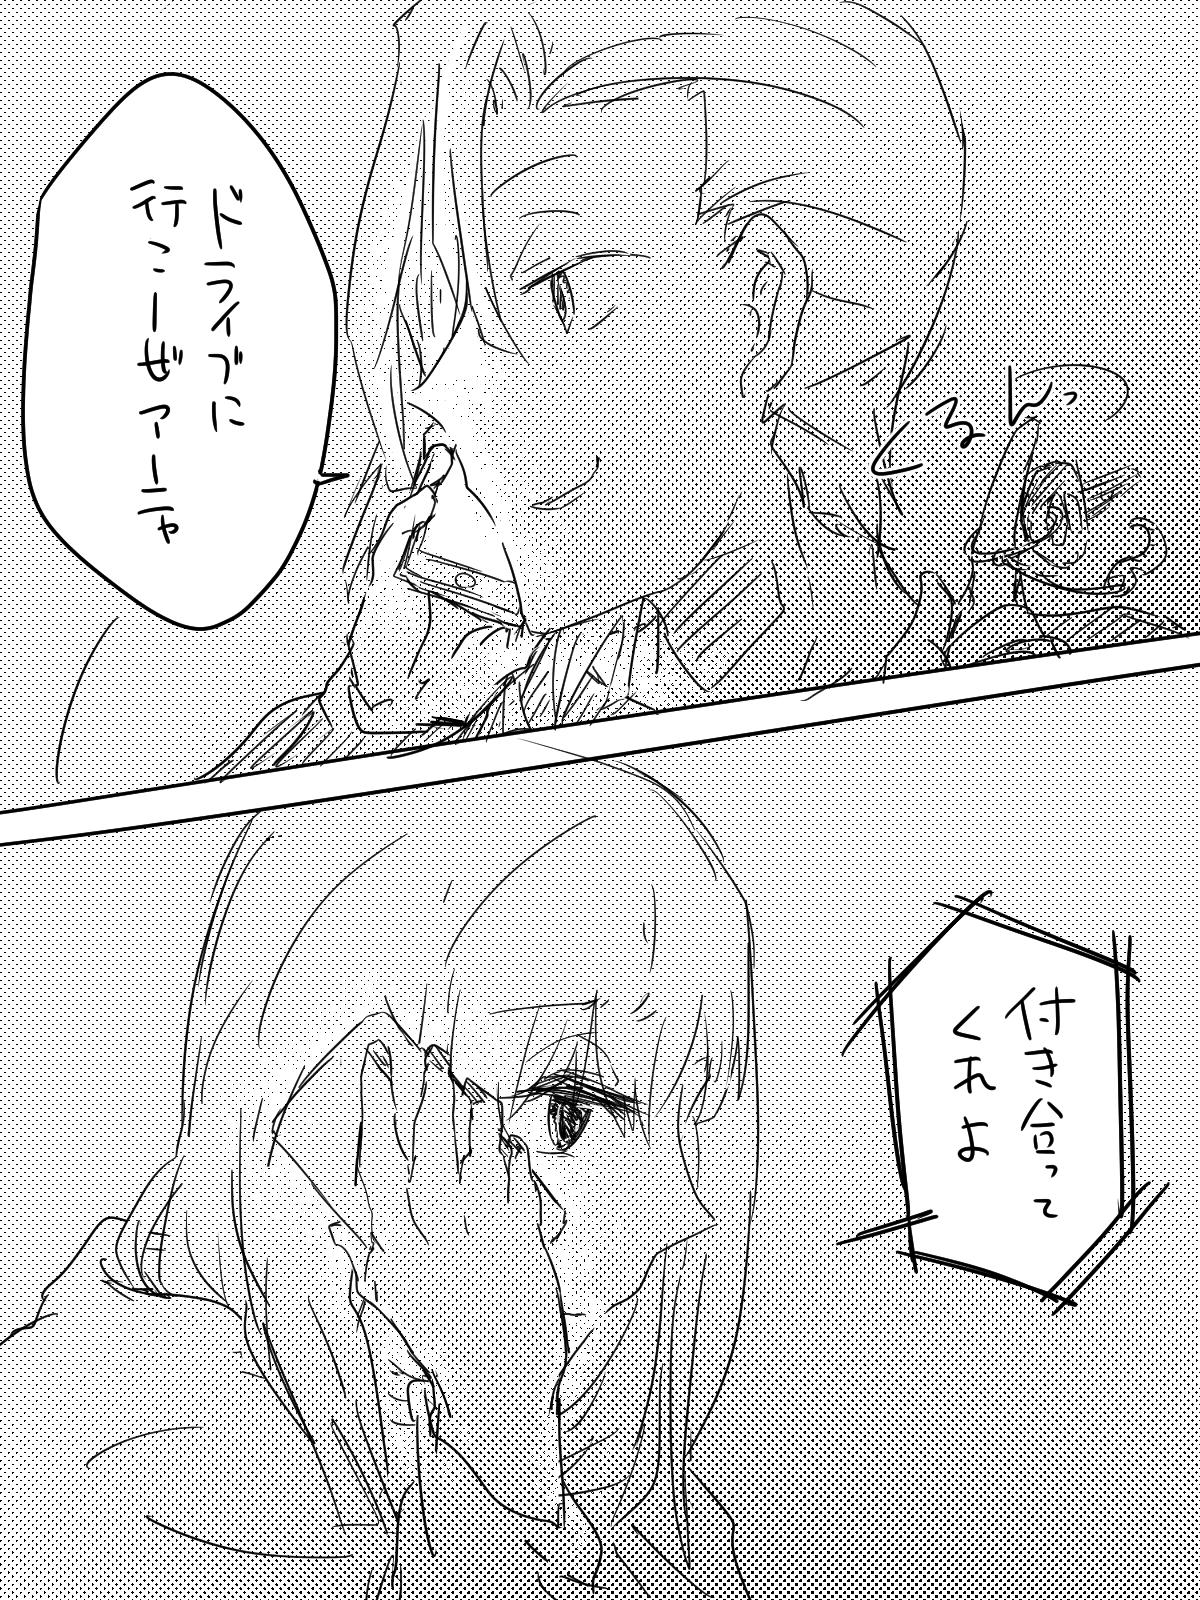 くるんっ
ドライブに
行こーぜアーニャ
付き合って
くれよ